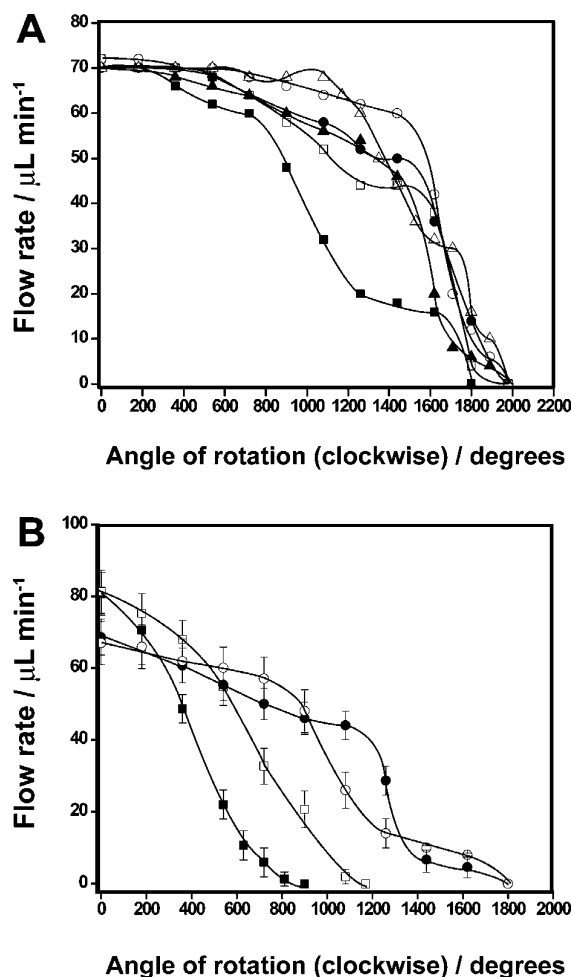 A
80
70
60
50
40
30
20
10
0
0 200 400 600 800 1000 1200 1400 1600 1800 2000 2200
Flow rate / μL min⁻¹
Angle of rotation (clockwise) / degrees
B
100
80
60
40
20
0
0 200 400 600 800 1000 1200 1400 1600 1800 2000
Flow rate / μL min⁻¹
Angle of rotation (clockwise) / degrees